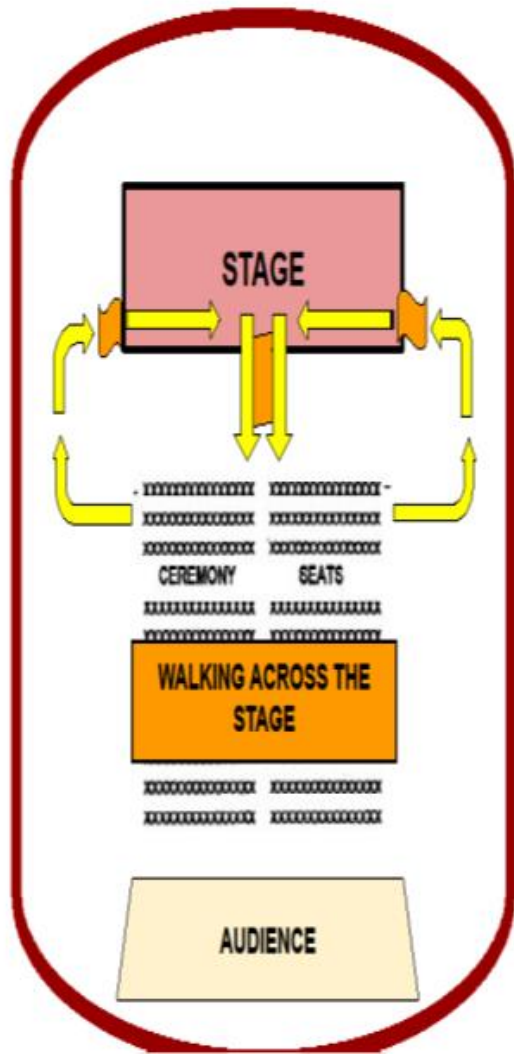 STAGE
CEREMONY SEATS
WALKING ACROSS THE
STAGE
AUDIENCE